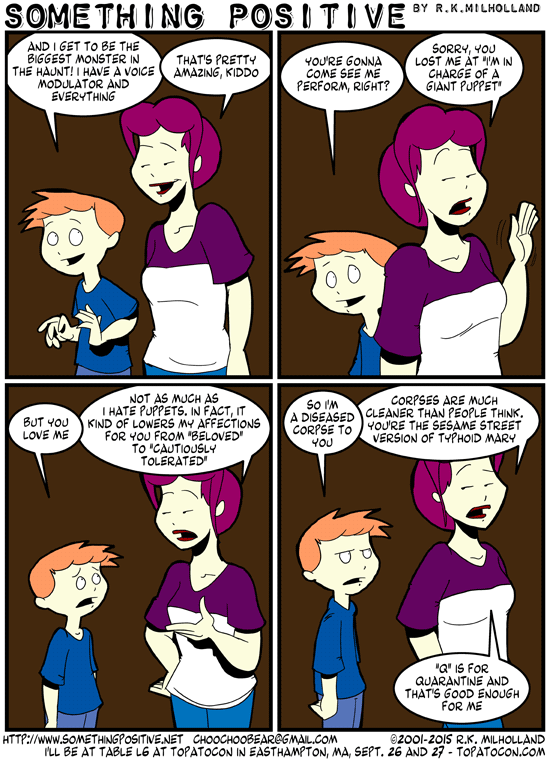 SOMETHING POSITIVE BY R.K.MILHOLLAND
AND I GET TO BE THE
BIGGEST MONSTER IN
THE HAUNT! I HAVE A VOICE
MODULATOR AND
EVERYTHING
THAT'S PRETTY
AMAZING, KIDDO
YOU'RE GONNA
COME SEE ME
PERFORM, RIGHT?
SORRY, YOU
LOST ME AT "I'M IN
CHARGE OF A
GIANT PUPPET"
BUT YOU
LOVE ME
NOT AS MUCH AS
I HATE PUPPETS. IN FACT, IT
KIND OF LOWERS MY AFFECTIONS
FOR YOU FROM "BELOVED"
TO "CAUTIOUSLY
TOLERATED"
SO I'M
A DISEASED
CORPSE TO
YOU
CORPSES ARE MUCH
CLEANER THAN PEOPLE THINK.
YOU'RE THE SESAME STREET
VERSION OF TYPHOID MARY
"Q" IS FOR
QUARANTINE AND
THAT'S GOOD ENOUGH
FOR ME
HTTP://WWW.SOMETHINGPOSITIVE.NET CHOOCHOOBEAR@GMAIL.COM ©2001-2015 R.K. MILHOLLAND
I'LL BE AT TABLE L6 AT TOPATOCON IN EASTHAMPTON, MA, SEPT. 26 AND 27 - TOPATOCON.COM